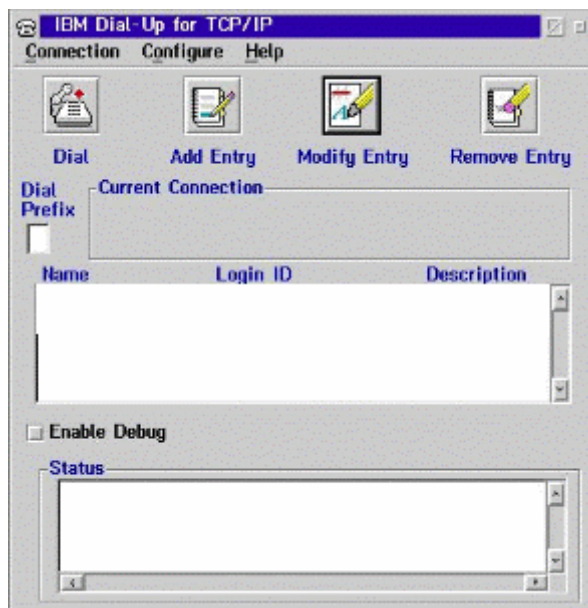 IBM Dial-Up for TCP/IP
Connection Configure Help
Dial Add Entry Modify Entry Remove Entry
Dial Prefix
Current Connection
Name Login ID Description
Enable Debug
Status